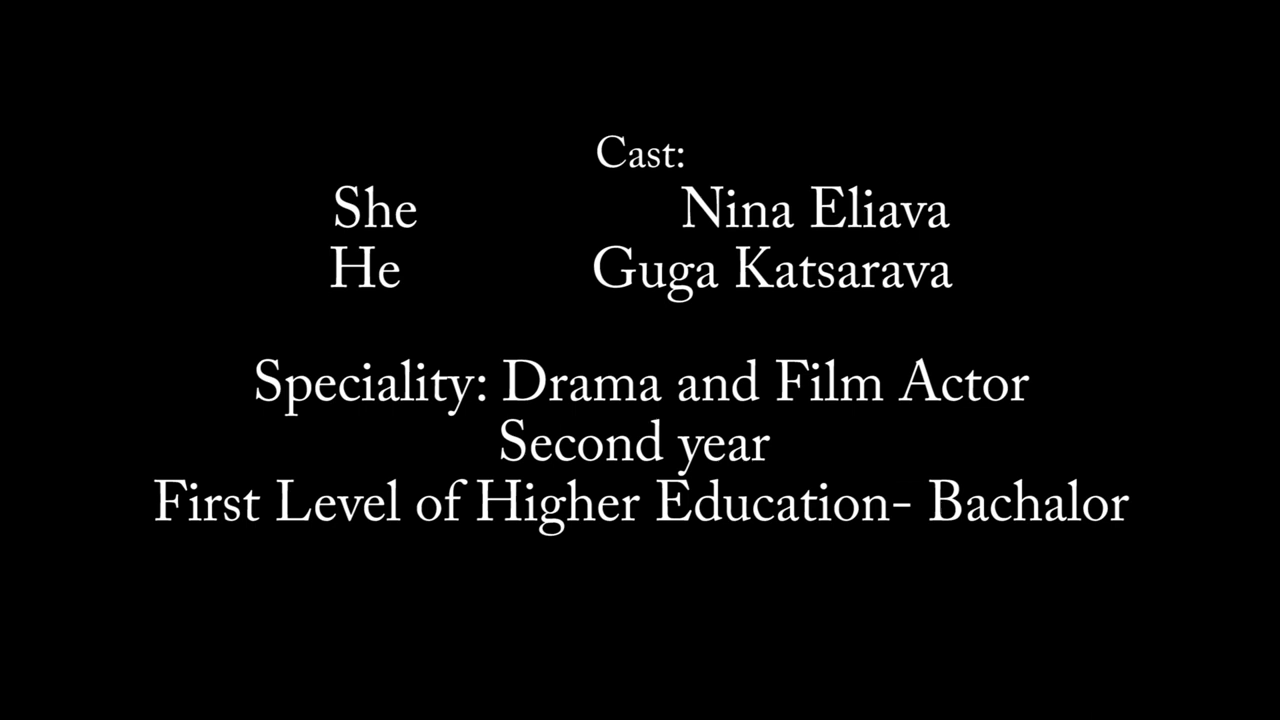 Cast:
She Nina Eliava
He Guga Katsarava
Speciality: Drama and Film Actor
Second year
First Level of Higher Education- Bachalor